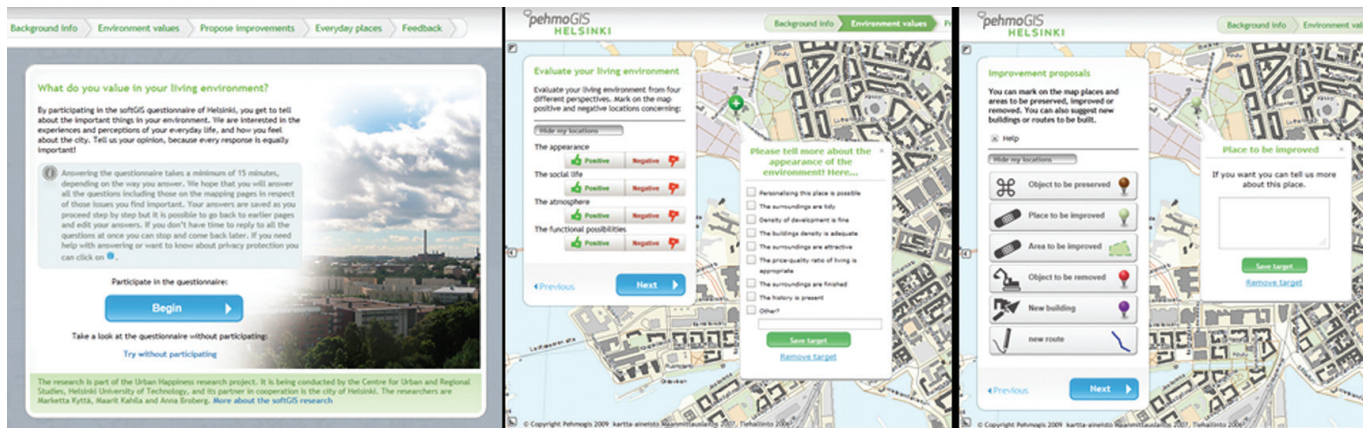 Background info
Environment values
Propose improvements
Everyday places
Feedback
What do you value in your living environment?
By participating in the softGIS questionnaire of Helsinki, you get to tell
about the important things in your environment. We are interested in the
experiences and perceptions of your everyday life, and how you feel
about the city. Tell us your opinion, because every response is equally
important!
Answering the questionnaire takes a minimum of 15 minutes,
depending on the way you answer. We hope that you will answer
all the questions including those on the mapping pages in respect
of those issues you find important. Your answers are saved as you
proceed step by step but it is possible to go back to earlier pages
and edit your answers. If you don't have time to reply to all the
questions at once you can stop and come back later. If you need
help with answering or want to know about privacy protection you
can click on
Participate in the questionnaire:
Begin
Take a look at the questionnaire without participating:
Try without participating
The research is part of the Urban Happiness research project. It is being conducted by the Centre for Urban and Regional
Studies, Helsinki University of Technology, and its partner in cooperation is the city of Helsinki. The researchers are
Marketta Kyttä, Maarit Kahila and Anna Broberg. More about the softGIS research
pehmoGIS
HELSINKI
Background info
Environment values
Evaluate your living environment
Evaluate your living environment from four
different perspectives. Mark on the map
positive and negative locations concerning:
Hide my locations
The appearance
Positive Negative
The social life
Positive Negative
The atmosphere
Positive Negative
The functional possibilities
Positive Negative
Previous
Next
Please tell more about the
appearance of the
environment! Here...
Personalising this place is possible
The surroundings are tidy
Density of development is fine
The buildings density is adequate
The surroundings are attractive
The price-quality ratio of living is
appropriate
The surroundings are finished
The history is present
Other?
Save target
Remove target
© Copyright Pehmogis 2009 kartta-aineisto Maanmittauslaitos 2007, Tiehallinto 2006
pehmoGIS
HELSINKI
Background info
Environment val
Improvement proposals
You can mark on the map places and
areas to be preserved, improved or
removed. You can also suggest new
buildings or routes to be built.
Help
Hide my locations
Object to be preserved
Place to be improved
Area to be improved
Object to be removed
New building
new route
Previous
Next
Place to be improved
If you want you can tell us more
about this place.
Save target
Remove target
© Copyright Pehmogis 2009 kartta-aineisto Maanmittauslaitos 2007, Tiehallinto 2006